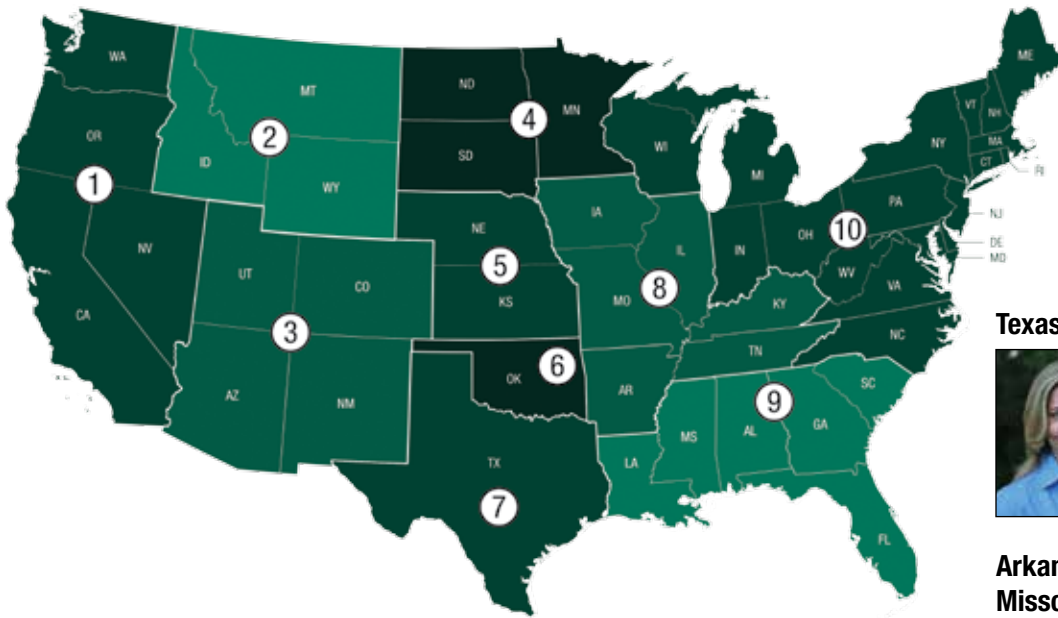 WA
MT
ND
MN
ME
OR
ID
WY
SD
WI
MI
NY
VT
NH
MA
CT
RI
1
2
4
NV
CA
UT
CO
NE
KS
IA
IL
IN
OH
PA
NJ
DE
MD
WV
VA
3
5
8
10
AZ
NM
OK
MO
KY
TN
NC
AR
SC
6
9
TX
LA
MS
AL
GA
FL
7
Texas
Arkan
Misso